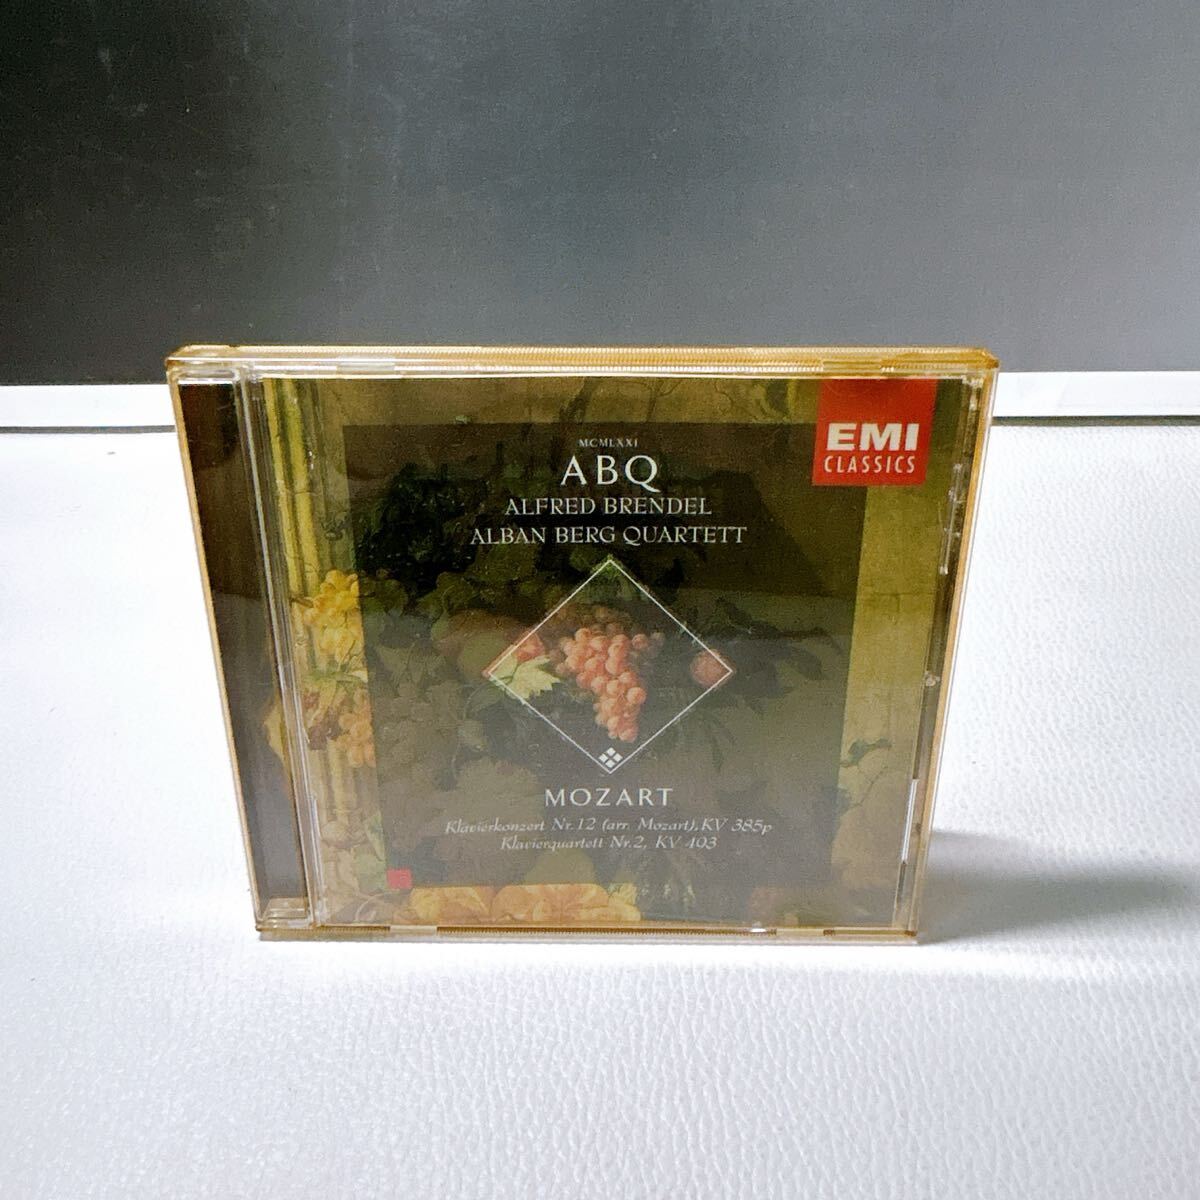 MCMLXXI
ABQ
ALFRED BRENDEL
ALBAN BERG QUARTETT
EMI
CLASSICS
MOZART
Klavierkonzert Nr. 12 (arr. Mozart), KV 385p
Klavierquartett Nr. 2, KV 493